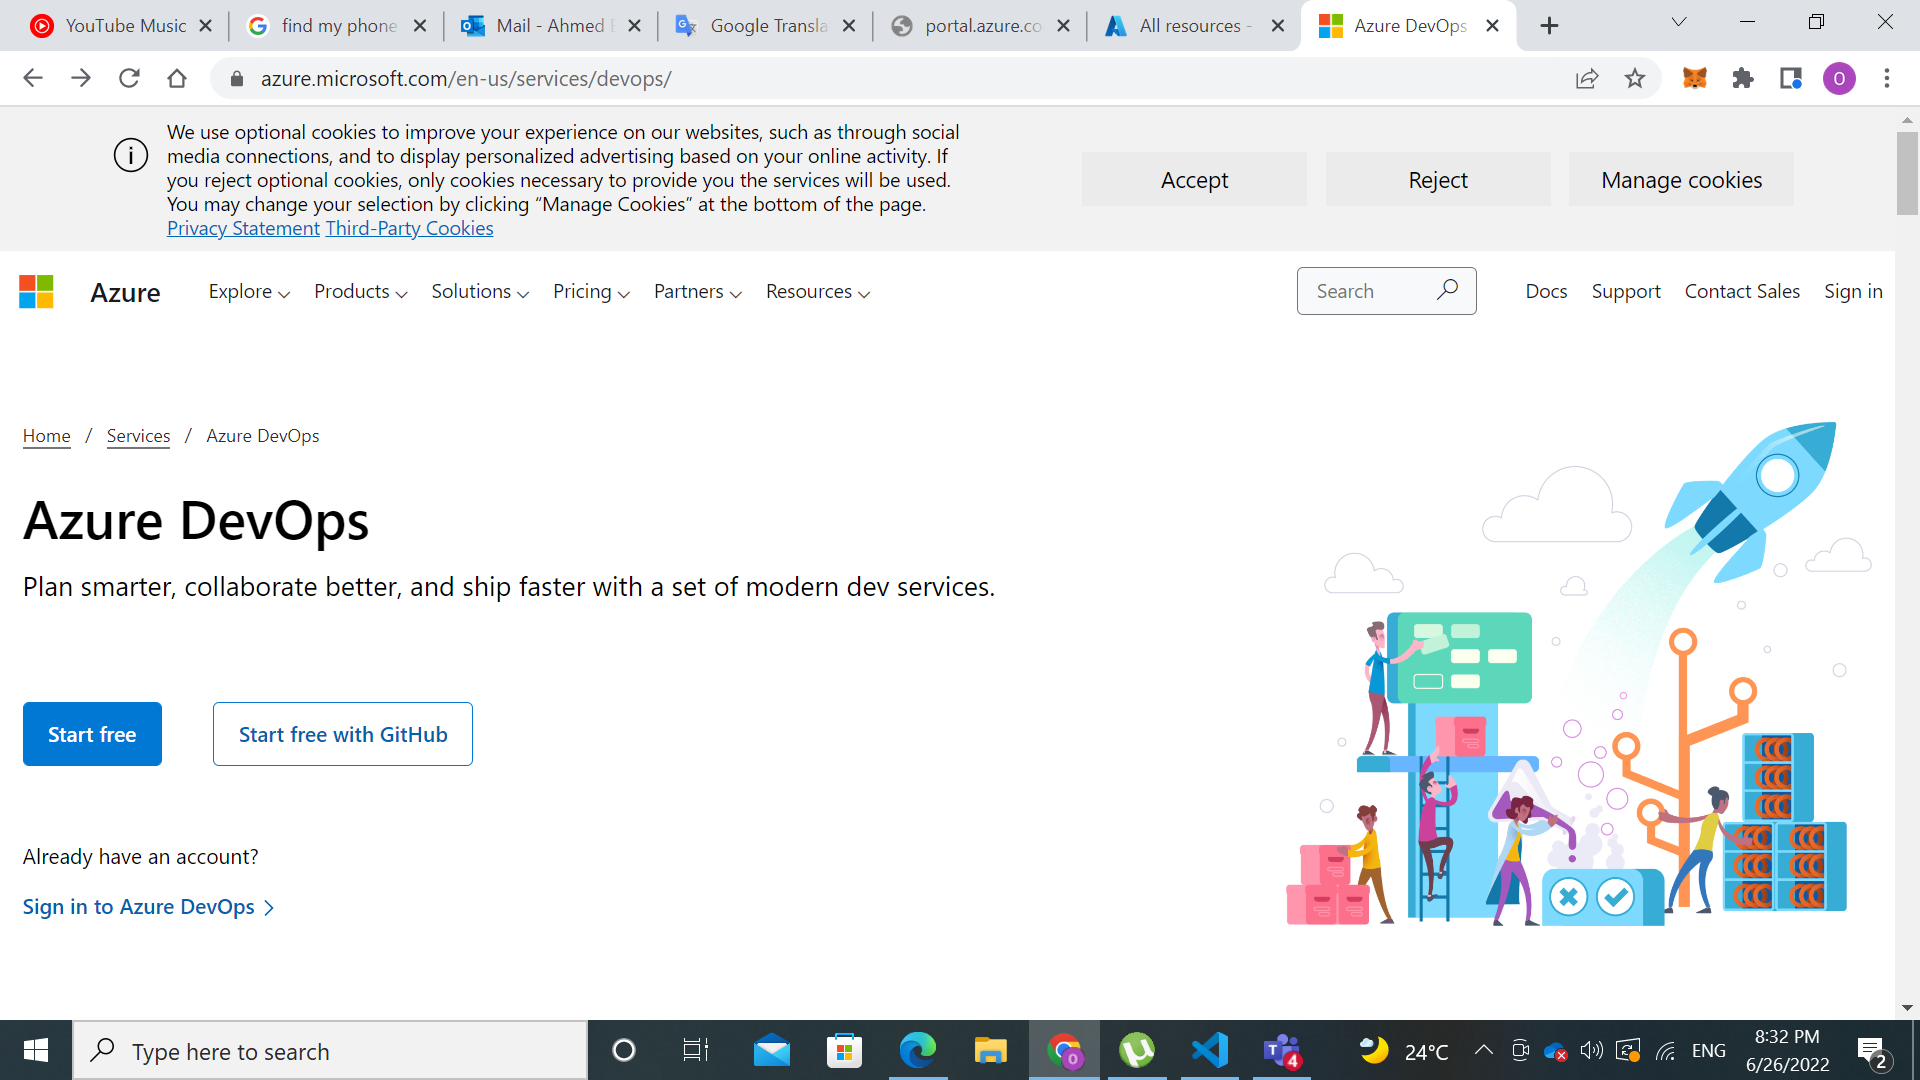 YouTube Music
find my phone
Mail - Ahmed
Google Transla
portal.azure.co
All resources -
Azure DevOps
azure.microsoft.com/en-us/services/devops/
O
We use optional cookies to improve your experience on our websites, such as through social
media connections, and to display personalized advertising based on your online activity. If
you reject optional cookies, only cookies necessary to provide you the services will be used.
You may change your selection by clicking “Manage Cookies” at the bottom of the page.
Privacy Statement Third-Party Cookies
Accept
Reject
Manage cookies
Azure
Explore
Products
Solutions
Pricing
Partners
Resources
Search
Docs
Support
Contact Sales
Sign in
Home / Services / Azure DevOps
Azure DevOps
Plan smarter, collaborate better, and ship faster with a set of modern dev services.
Start free
Start free with GitHub
Already have an account?
Sign in to Azure DevOps
Type here to search
O
4
24°C
ENG
8:32 PM
6/26/2022
2